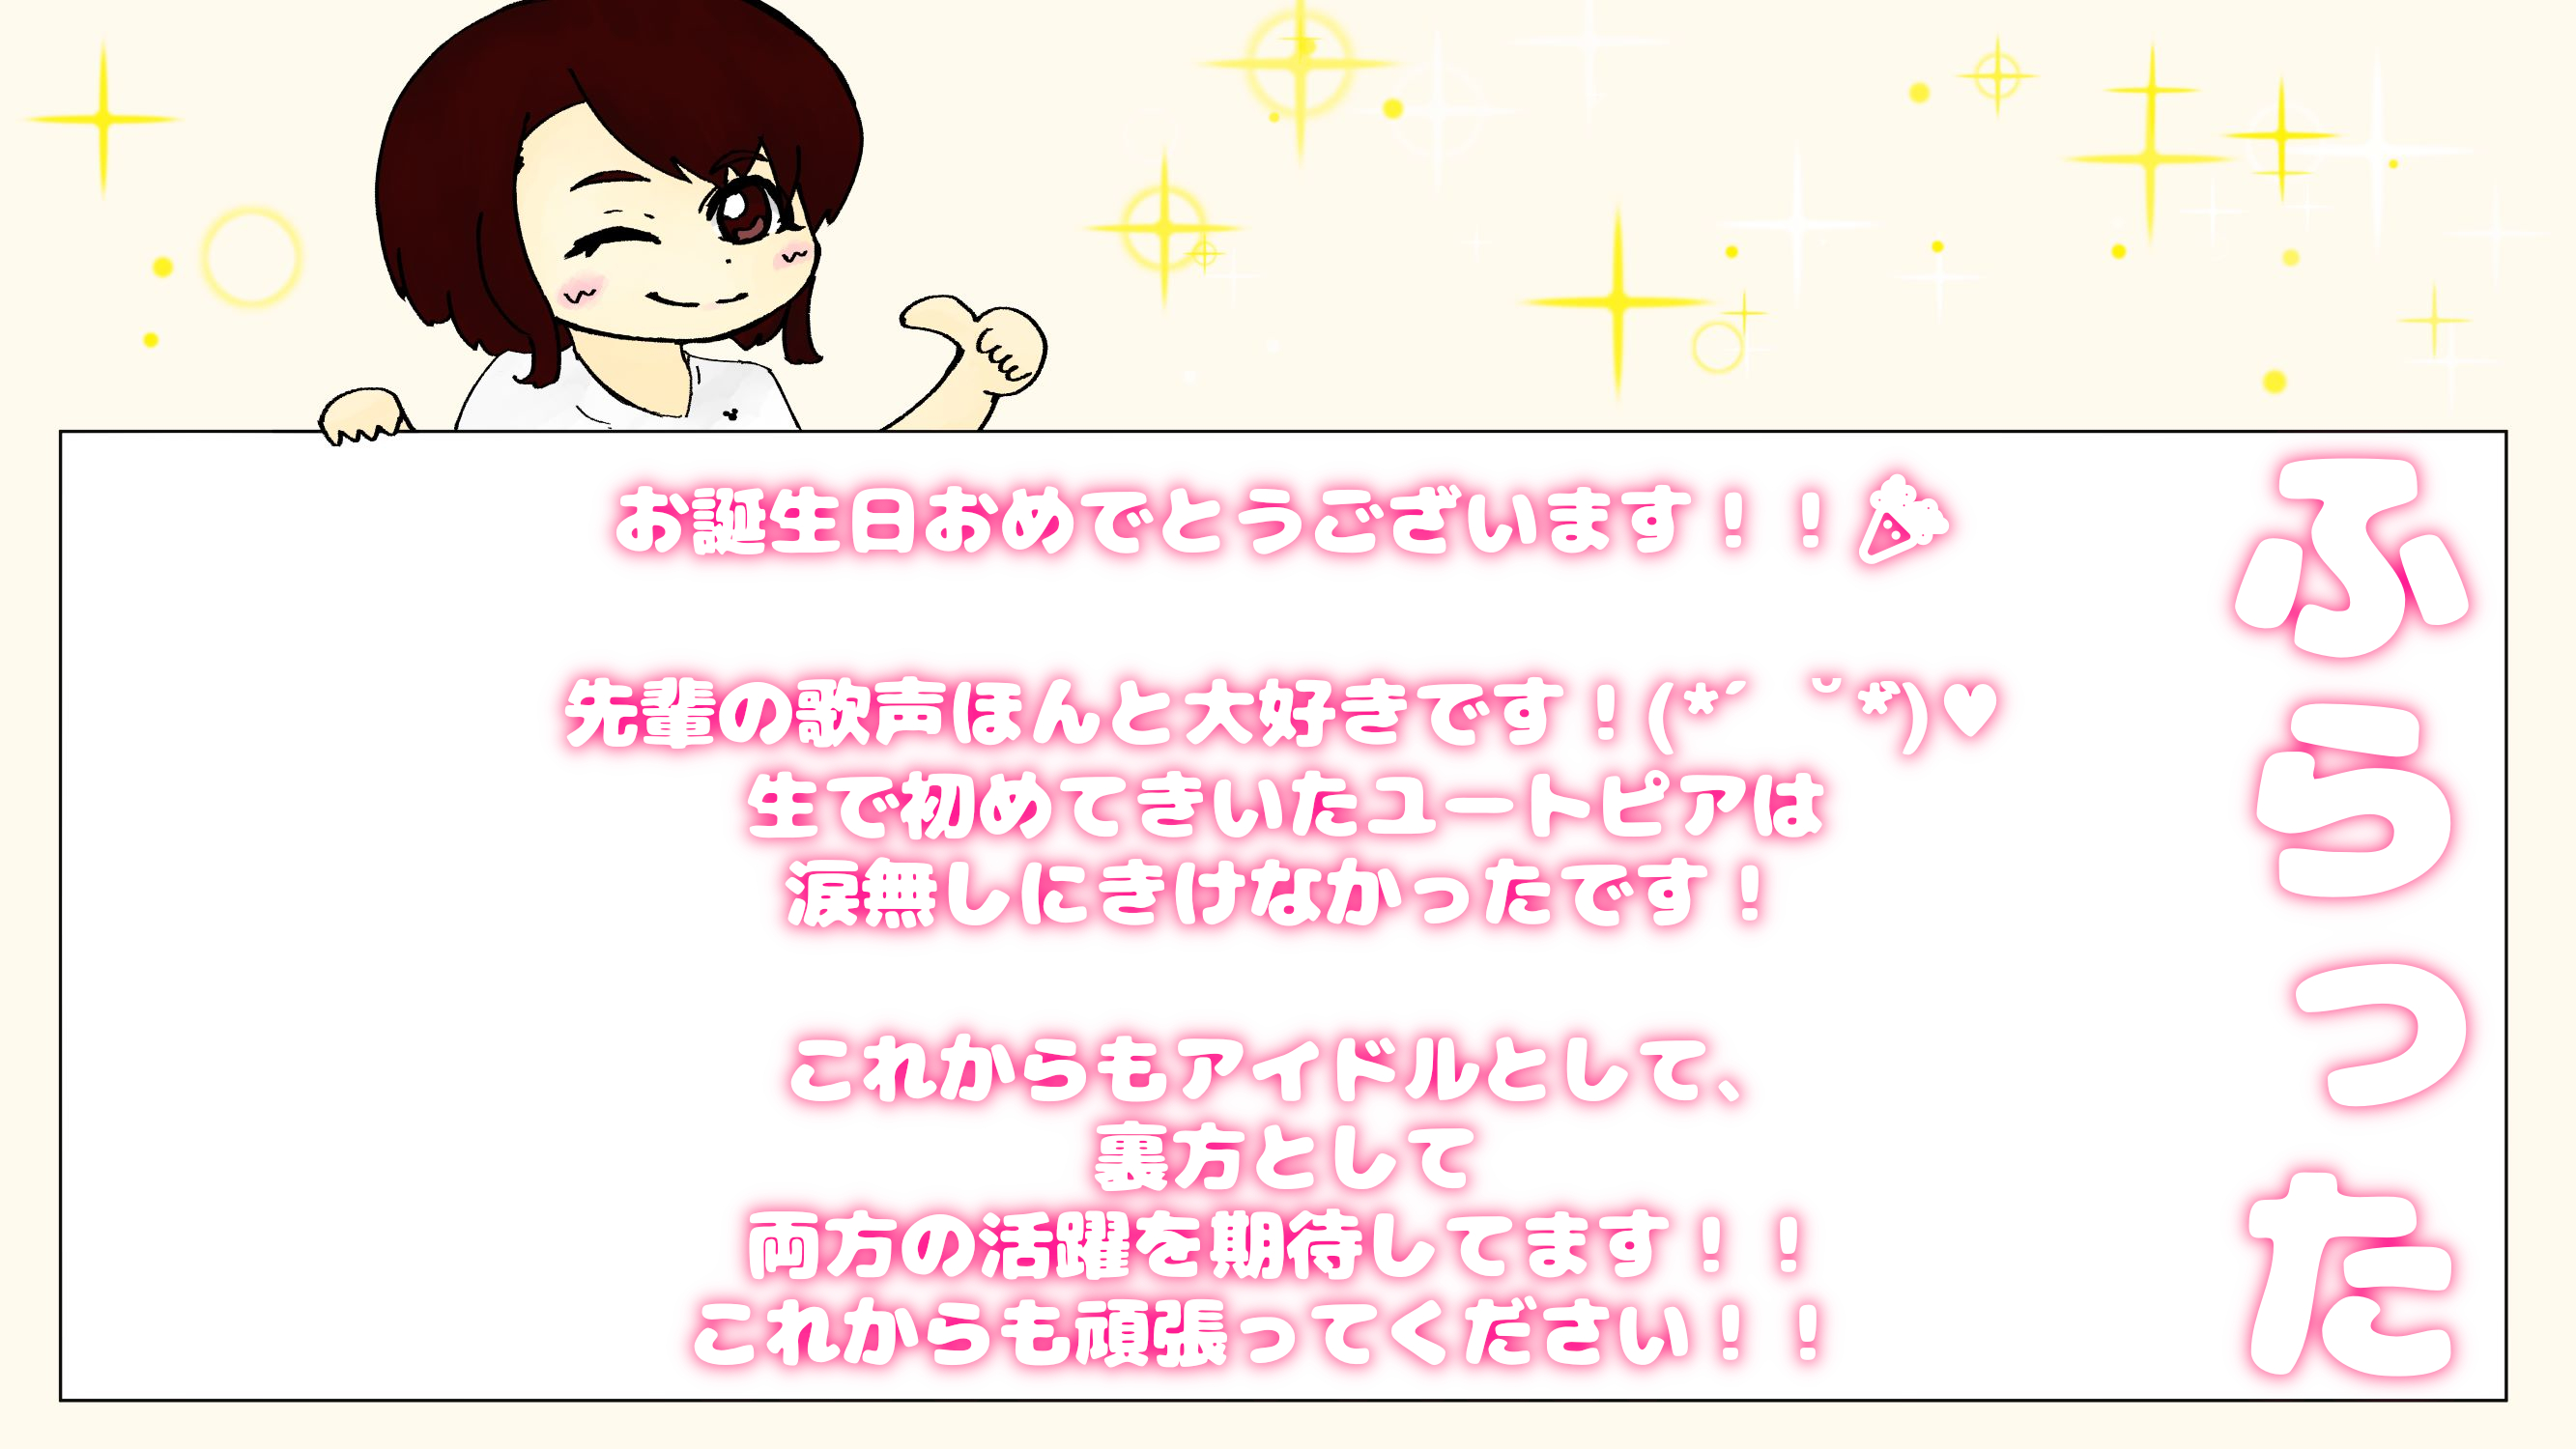 お誕生日おめでとうございます！！🎉
先輩の歌声ほんと大好きです！(*´ ˘ `*)♥
生で初めてきいたユートピアは
涙無しにきけなかったです！
これからもアイドルとして、
裏方として
両方の活躍を期待してます！！
これからも頑張ってください！！
ふらった